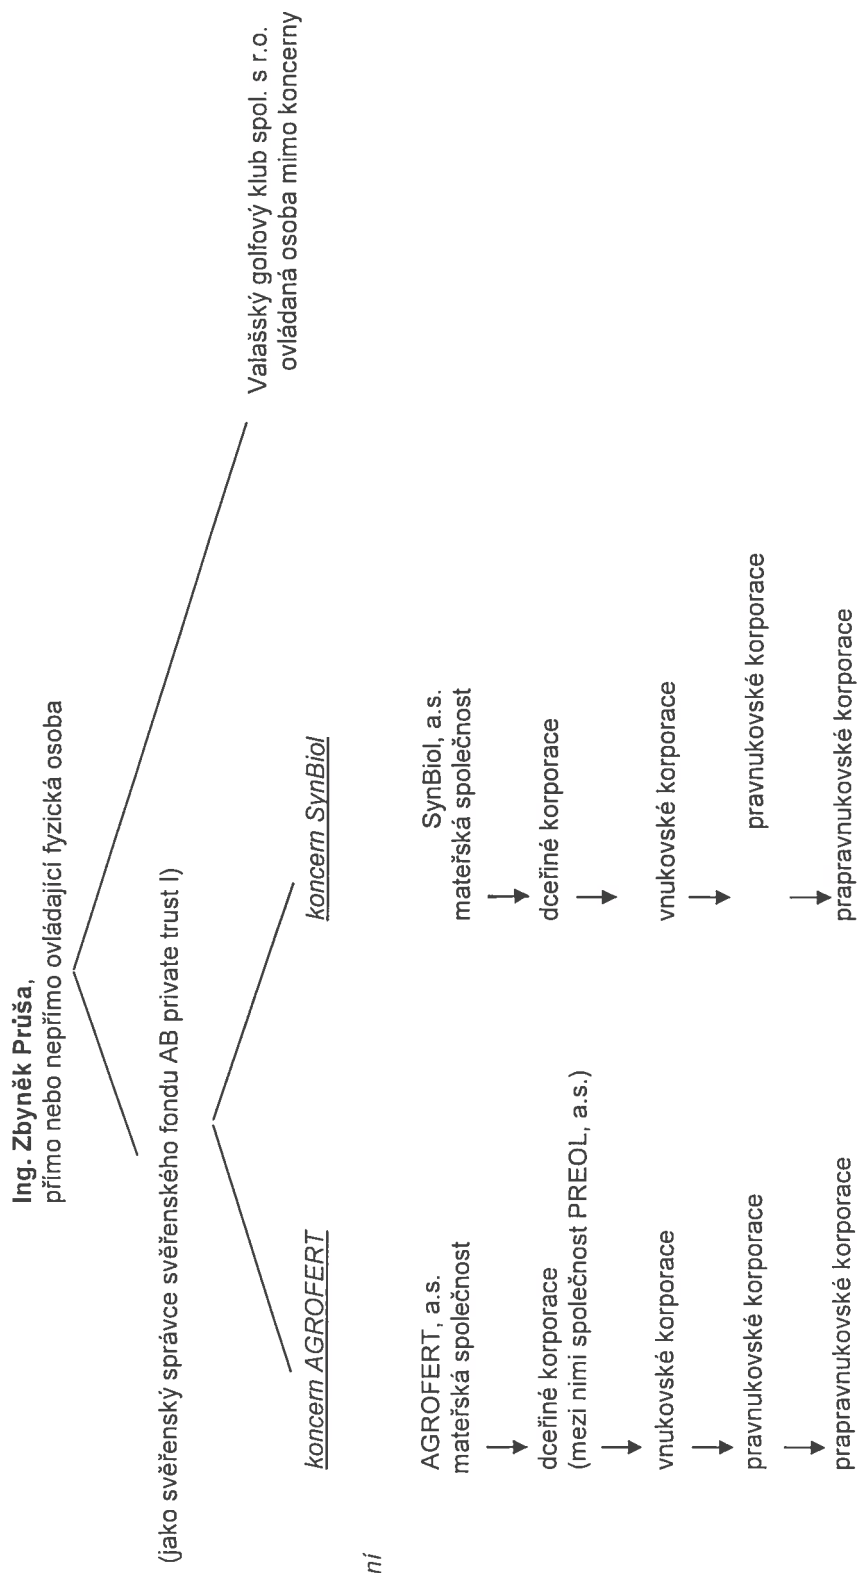 Ing. Zbyněk Průša,
přímo nebo nepřímo ovládající fyzická osoba
(jako svěřenský správce svěřenského fondu AB private trust I)
Valašský golfový klub spol. s r.o.
ovládaná osoba mimo koncerny
koncern AGROFERT
koncern SynBiol
ní
AGROFERT, a.s.
mateřská společnost
dceřiné korporace
(mezi nimi společnost PREOL, a.s.)
vnukovské korporace
pravnukovské korporace
prapravnukovské korporace
SynBiol, a.s.
mateřská společnost
dceřiné korporace
vnukovské korporace
pravnukovské korporace
prapravnukovské korporace